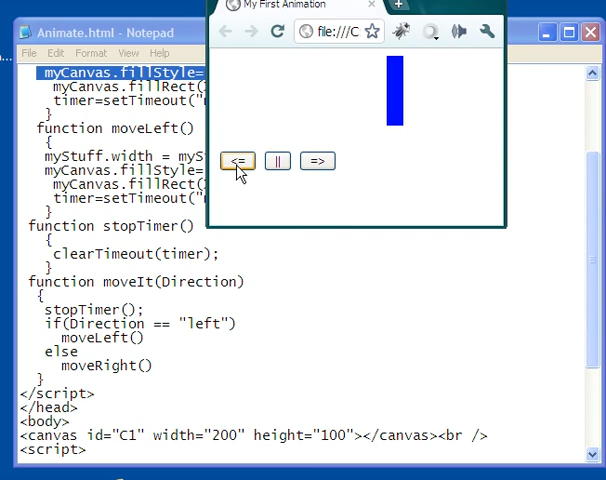 Animate.html - Notepad
File Edit Format View
My First Animation
file:///C
<= || =>
myCanvas.fillStyle=
myCanvas.fillRect(
timer=setTimeout("
}
function moveLeft()
{
myStuff.width = myS
myCanvas.fillStyle=
myCanvas.fillRect(
timer=setTimeout("
}
function stopTimer()
{
clearTimeout(timer);
}
function moveIt(Direction)
{
stopTimer();
if(Direction == "left")
moveLeft()
else
moveRight()
}
</script>
</head>
<body>
<canvas id="C1" width="200" height="100"></canvas><br />
<script>